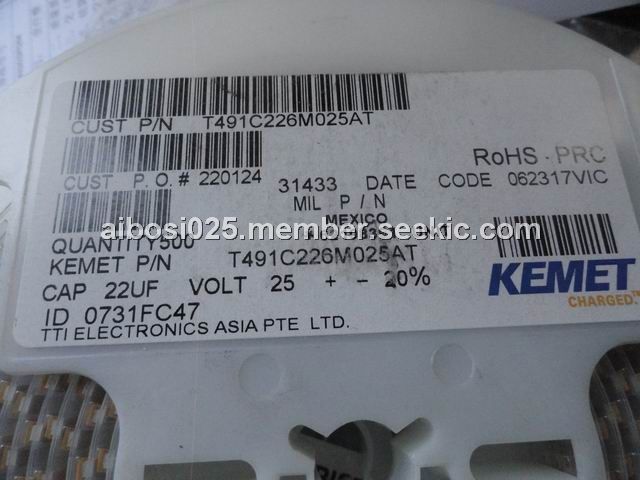 CUST P/N T491C226M025AT
RoHS - PRC
CUST P.O.# 220124
31433 DATE CODE 062317VIC
MIL P/N
MEXICO
QUANTITY500
aibosi025.member.seekic.com
KEMET P/N T491C226M025AT
CAP 22UF VOLT 25 + - 20%
KEMET
CHARGED.™
ID 0731FC47
TTI ELECTRONICS ASIA PTE LTD.